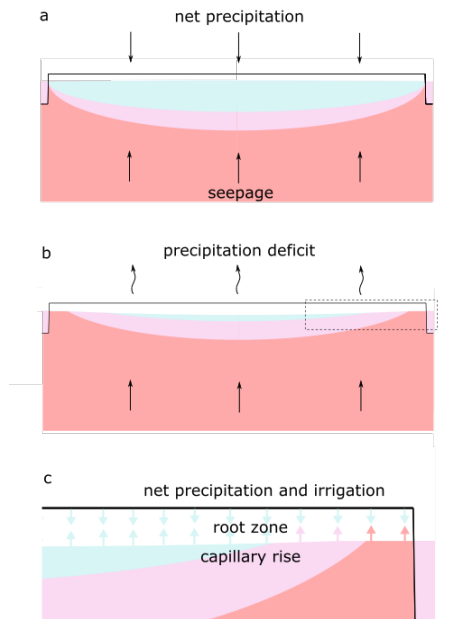 a
net precipitation
seepage
b
precipitation deficit
c
net precipitation and irrigation
root zone
capillary rise